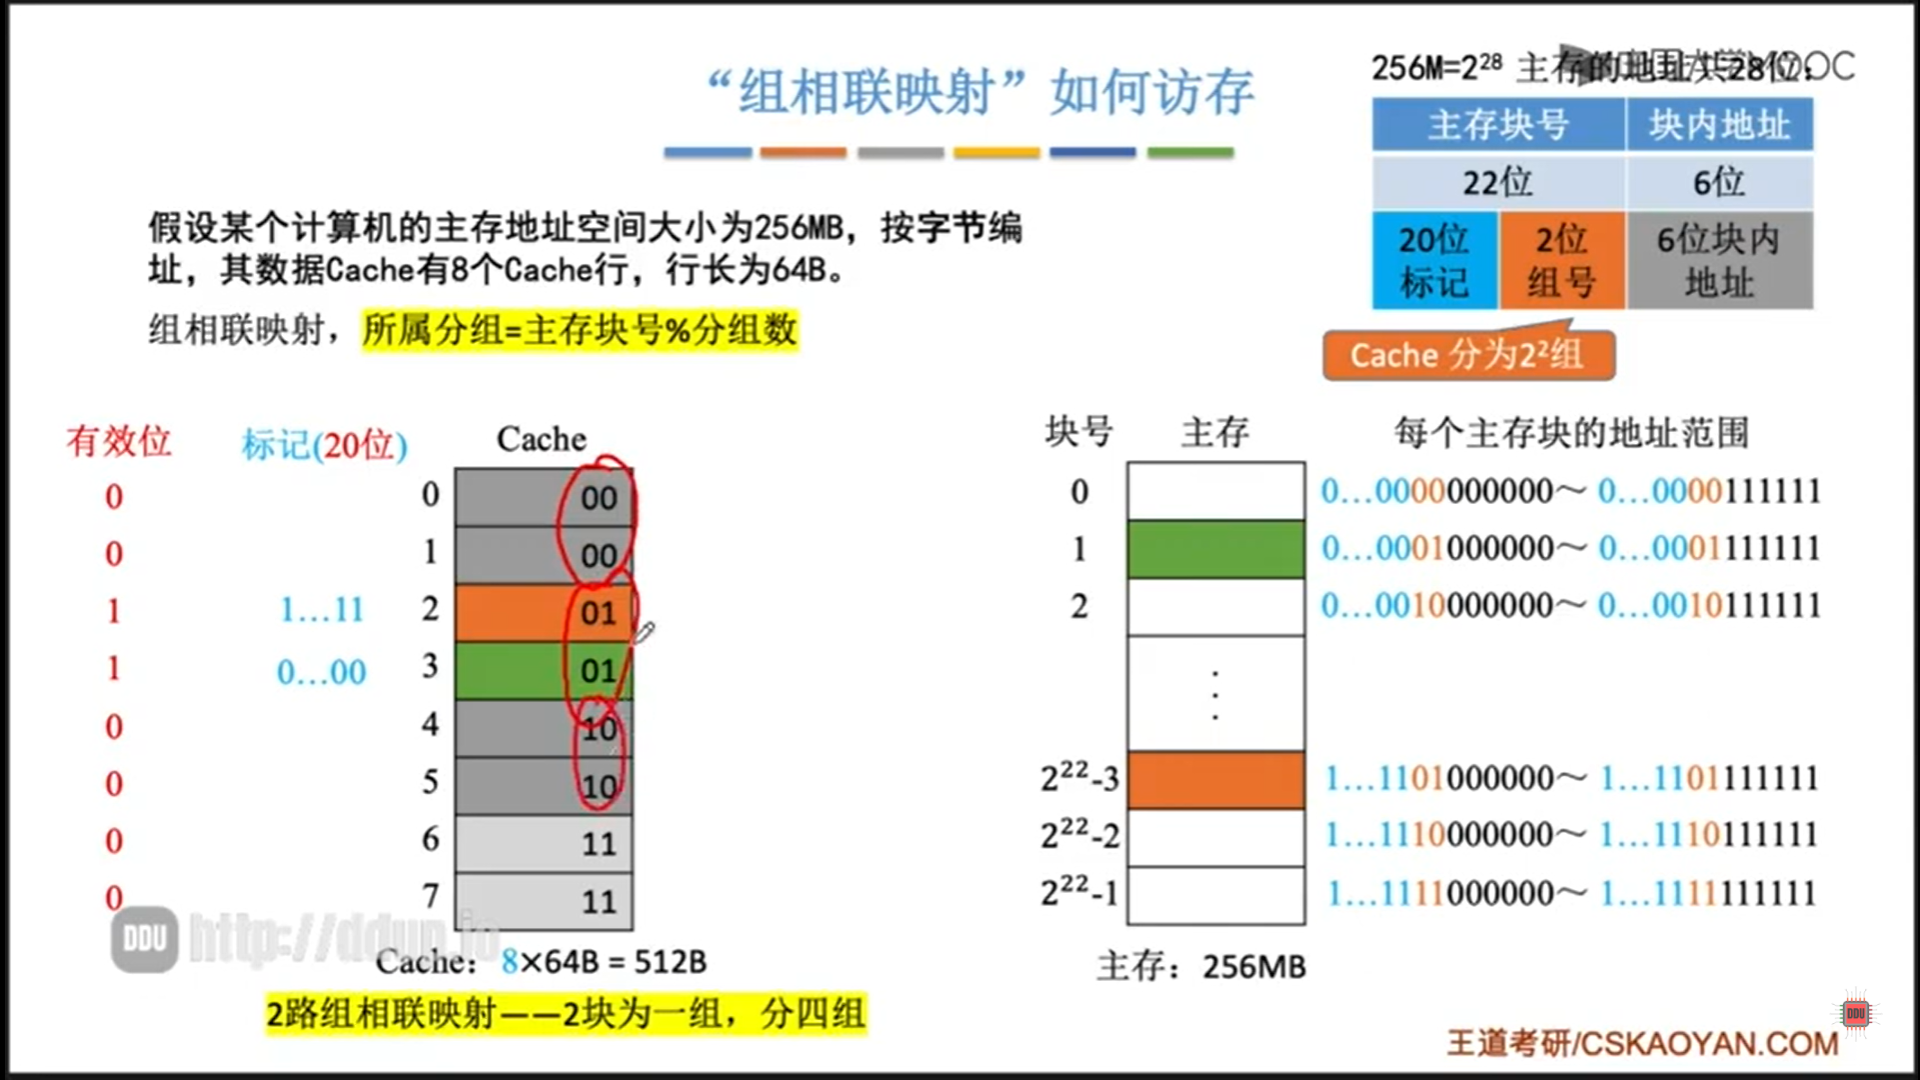 “组相联映射”如何访存
256M=2²⁸ 主存的地址共28位：
主存块号 块内地址
22位 6位
20位标记 2位组号 6位块内地址
Cache 分为2²组
假设某个计算机的主存地址空间大小为256MB，按字节编
址，其数据Cache有8个Cache行，行长为64B。
组相联映射，所属分组=主存块号%分组数
有效位 标记(20位) Cache
0 0 00
0 1 00
1 1…11 2 01
1 0…00 3 01
0 4 10
0 5 10
0 6 11
0 7 11
Cache：8×64B = 512B
2路组相联映射——2块为一组，分四组
块号 主存 每个主存块的地址范围
0 0…0000000000～ 0…0000111111
1 0…0001000000～ 0…0001111111
2 0…0010000000～ 0…0010111111
⋮
2²²-3 1…1101000000～ 1…1101111111
2²²-2 1…1110000000～ 1…1110111111
2²²-1 1…1111000000～ 1…1111111111
主存：256MB
DDU http://ddup.io
DDU
王道考研/CSKAOYAN.COM